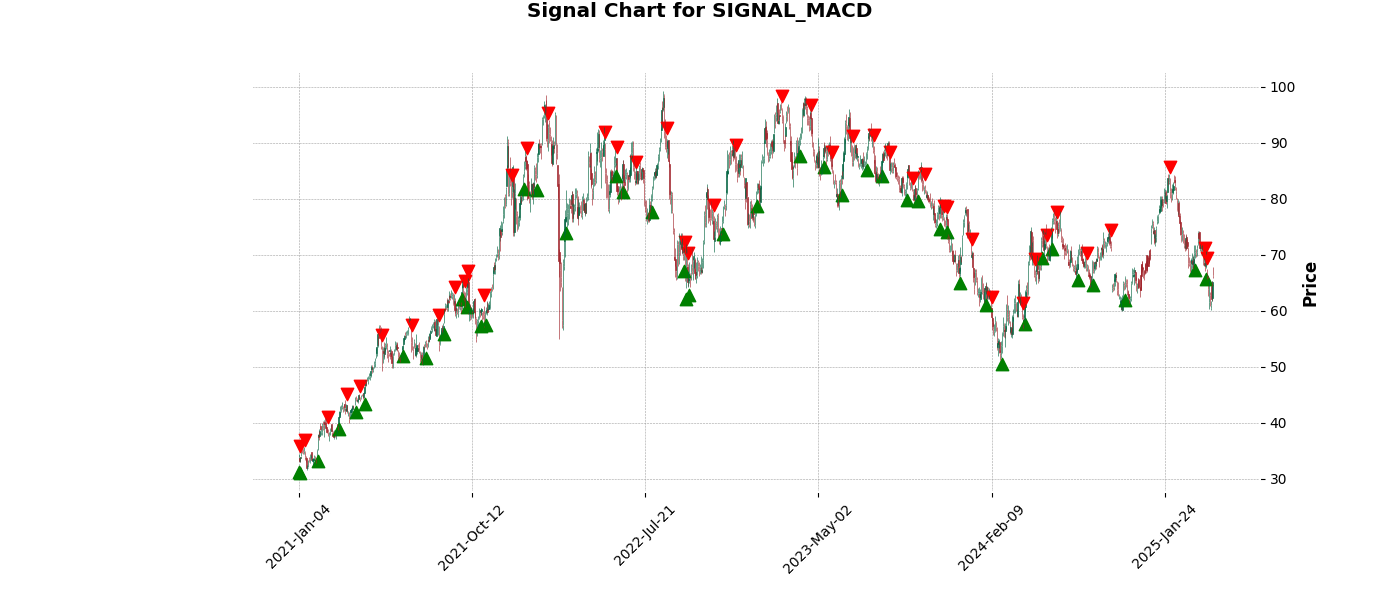 Signal Chart for SIGNAL_MACD
100
90
80
70
60
50
40
30
Price
2021-Jan-04
2021-Oct-12
2022-Jul-21
2023-May-02
2024-Feb-09
2025-Jan-24